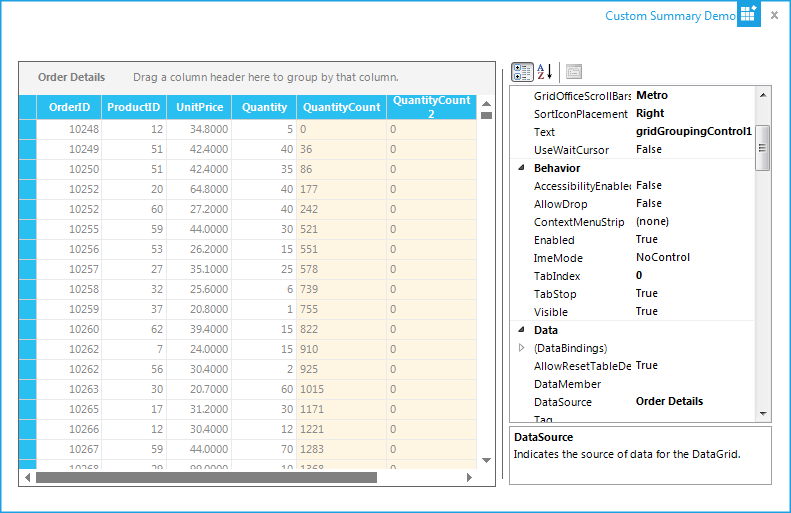 Custom Summary Demo
Order Details Drag a column header here to group by that column.
OrderID ProductID UnitPrice Quantity QuantityCount QuantityCount 2
10248 12 34.8000 5 0 0
10249 51 42.4000 40 36 0
10250 51 42.4000 35 86 0
10252 20 64.8000 40 177 0
10252 60 27.2000 40 242 0
10255 59 44.0000 30 521 0
10256 53 26.2000 15 551 0
10257 27 35.1000 25 578 0
10258 32 25.6000 6 739 0
10259 37 20.8000 1 755 0
10260 62 39.4000 15 822 0
10262 7 24.0000 15 910 0
10262 56 30.4000 2 925 0
10263 30 20.7000 60 1015 0
10265 17 31.2000 30 1171 0
10266 12 30.4000 12 1221 0
10267 59 44.0000 70 1283 0
10268 29 99.0000 10 1368 0
GridOfficeScrollBars Metro
SortIconPlacement Right
Text gridGroupingControl1
UseWaitCursor False
Behavior
AccessibilityEnabled False
AllowDrop False
ContextMenuStrip (none)
Enabled True
ImeMode NoControl
TabIndex 0
TabStop True
Visible True
Data
(DataBindings)
AllowResetTableDe True
DataMember
DataSource Order Details
Tag
DataSource
Indicates the source of data for the DataGrid.